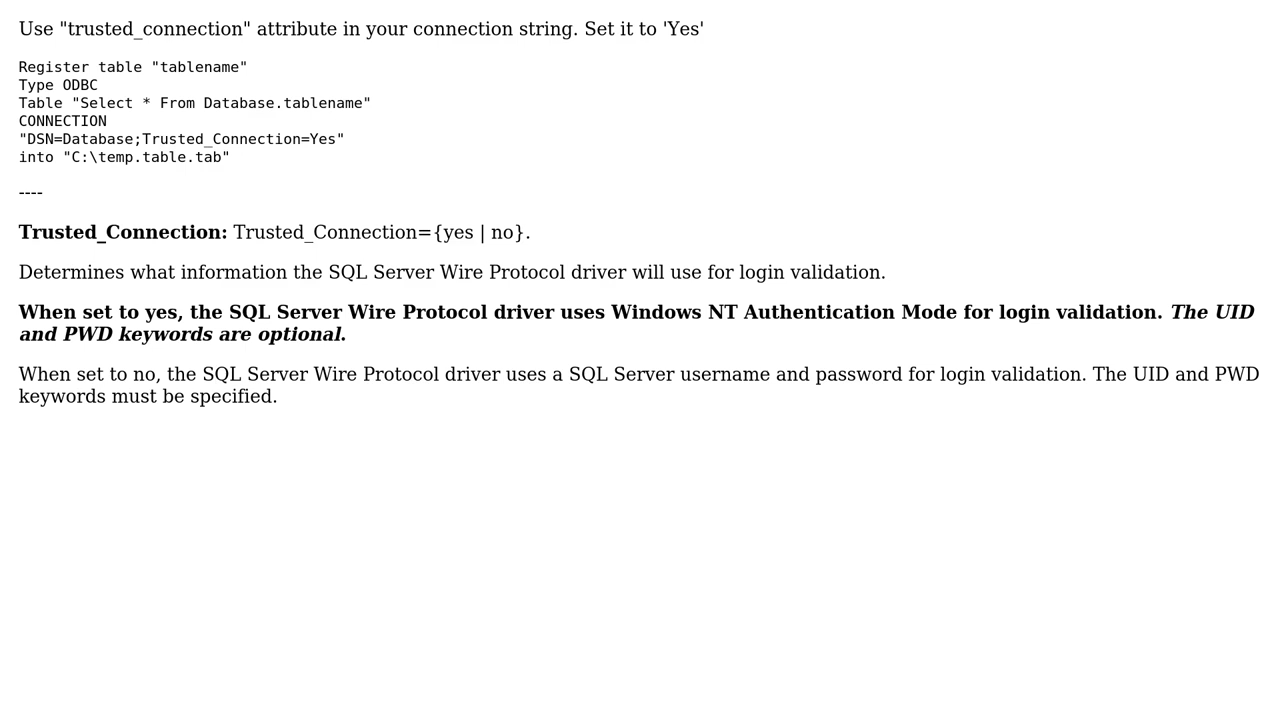 Use "trusted_connection" attribute in your connection string. Set it to 'Yes'
Register table "tablename"
Type ODBC
Table "Select * From Database.tablename"
CONNECTION
"DSN=Database;Trusted_Connection=Yes"
into "C:\temp.table.tab"
----
Trusted_Connection: Trusted_Connection={yes | no}.
Determines what information the SQL Server Wire Protocol driver will use for login validation.
When set to yes, the SQL Server Wire Protocol driver uses Windows NT Authentication Mode for login validation. The UID
and PWD keywords are optional.
When set to no, the SQL Server Wire Protocol driver uses a SQL Server username and password for login validation. The UID and PWD
keywords must be specified.